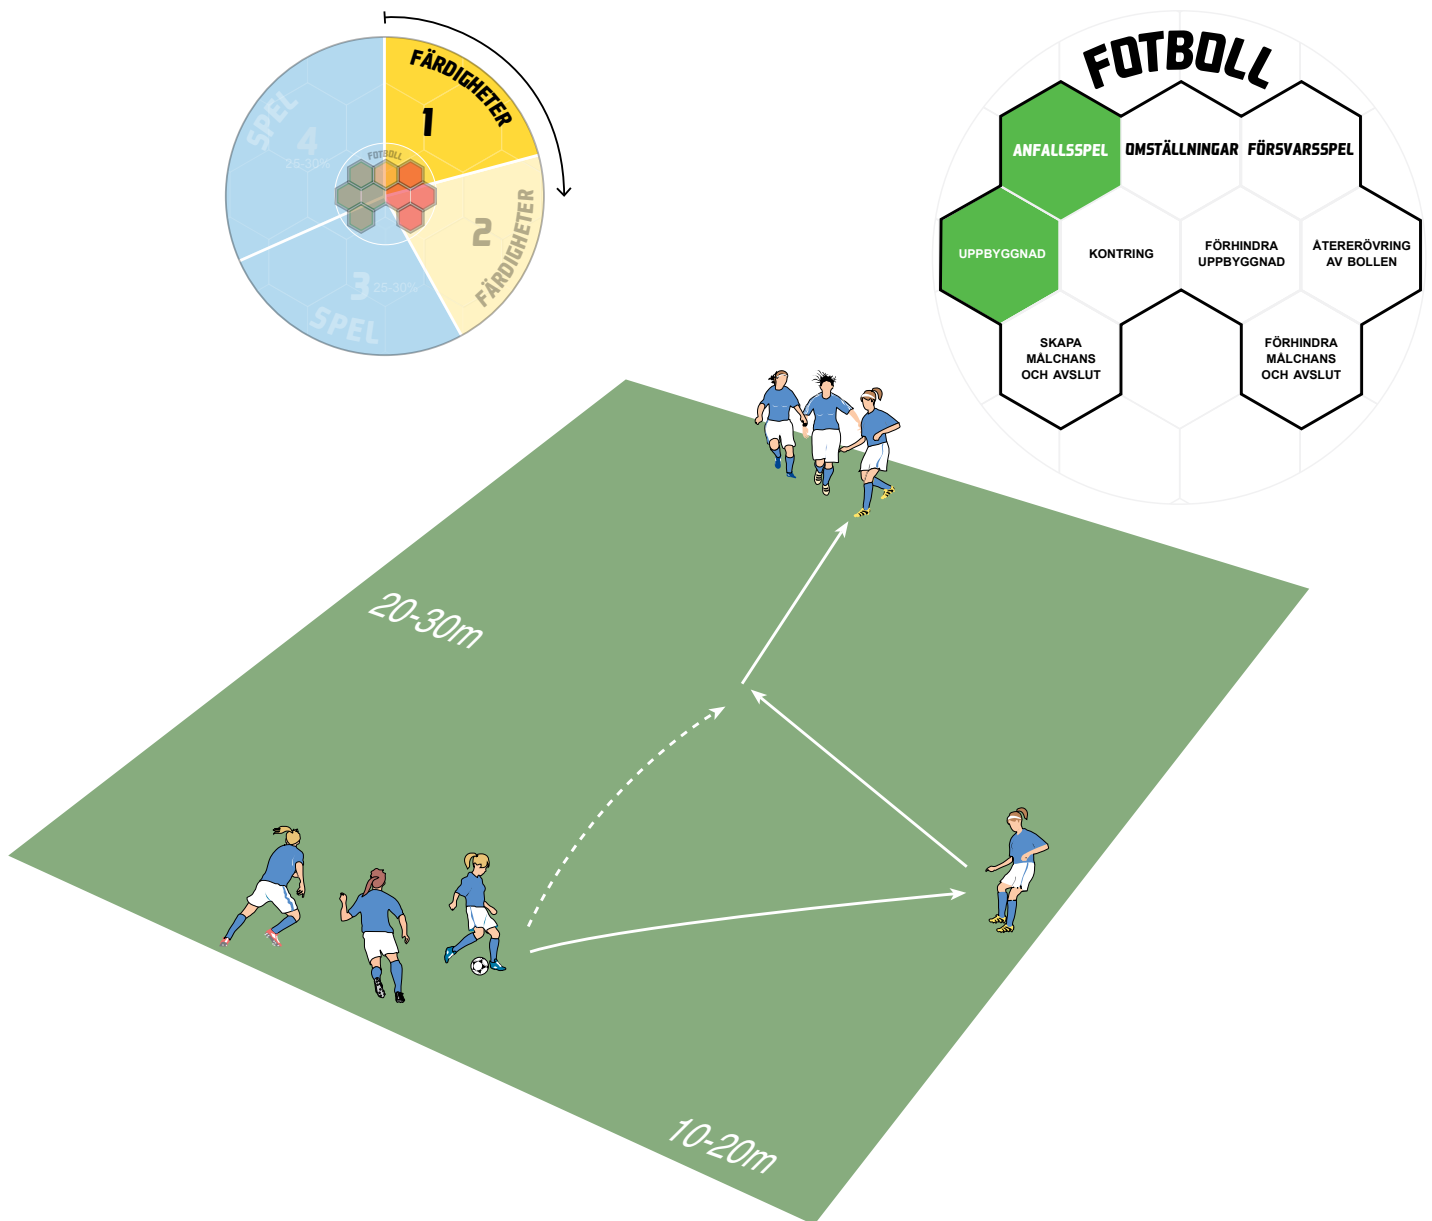 FÄRDIGHETER
1
SPEL
4
25-30%
FOTBOLL
2
FÄRDIGHETER
3 25-30%
SPEL
FOTBOLL
ANFALLSSPEL
OMSTÄLLNINGAR
FÖRSVARSSPEL
UPPBYGGNAD
KONTRING
FÖRHINDRA
UPPBYGGNAD
ÅTERERÖVRING
AV BOLLEN
SKAPA
MÅLCHANS
OCH AVSLUT
FÖRHINDRA
MÅLCHANS
OCH AVSLUT
20-30m
10-20m